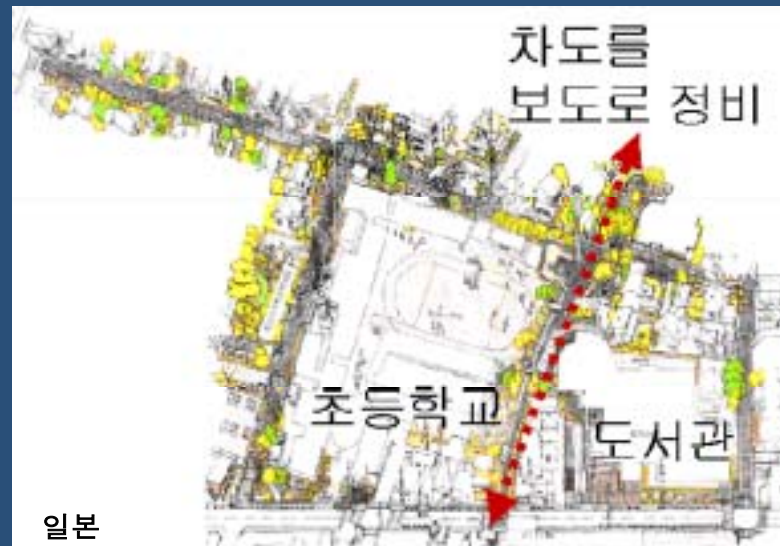 차도를
보도로 정비
초등학교
도서관
일본